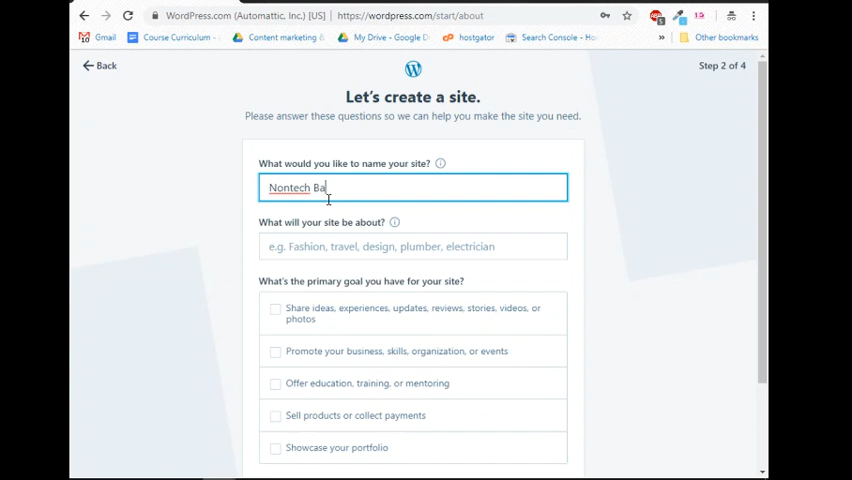 WordPress.com (Automattic, Inc.) [US] | https://wordpress.com/start/about
Gmail Course Curriculum - Content marketing & My Drive - Google D hostgator Search Console - Ho » Other bookmarks
Back
Step 2 of 4
Let's create a site.
Please answer these questions so we can help you make the site you need.
What would you like to name your site?
Nontech Ba
What will your site be about?
e.g. Fashion, travel, design, plumber, electrician
What's the primary goal you have for your site?
Share ideas, experiences, updates, reviews, stories, videos, or
photos
Promote your business, skills, organization, or events
Offer education, training, or mentoring
Sell products or collect payments
Showcase your portfolio